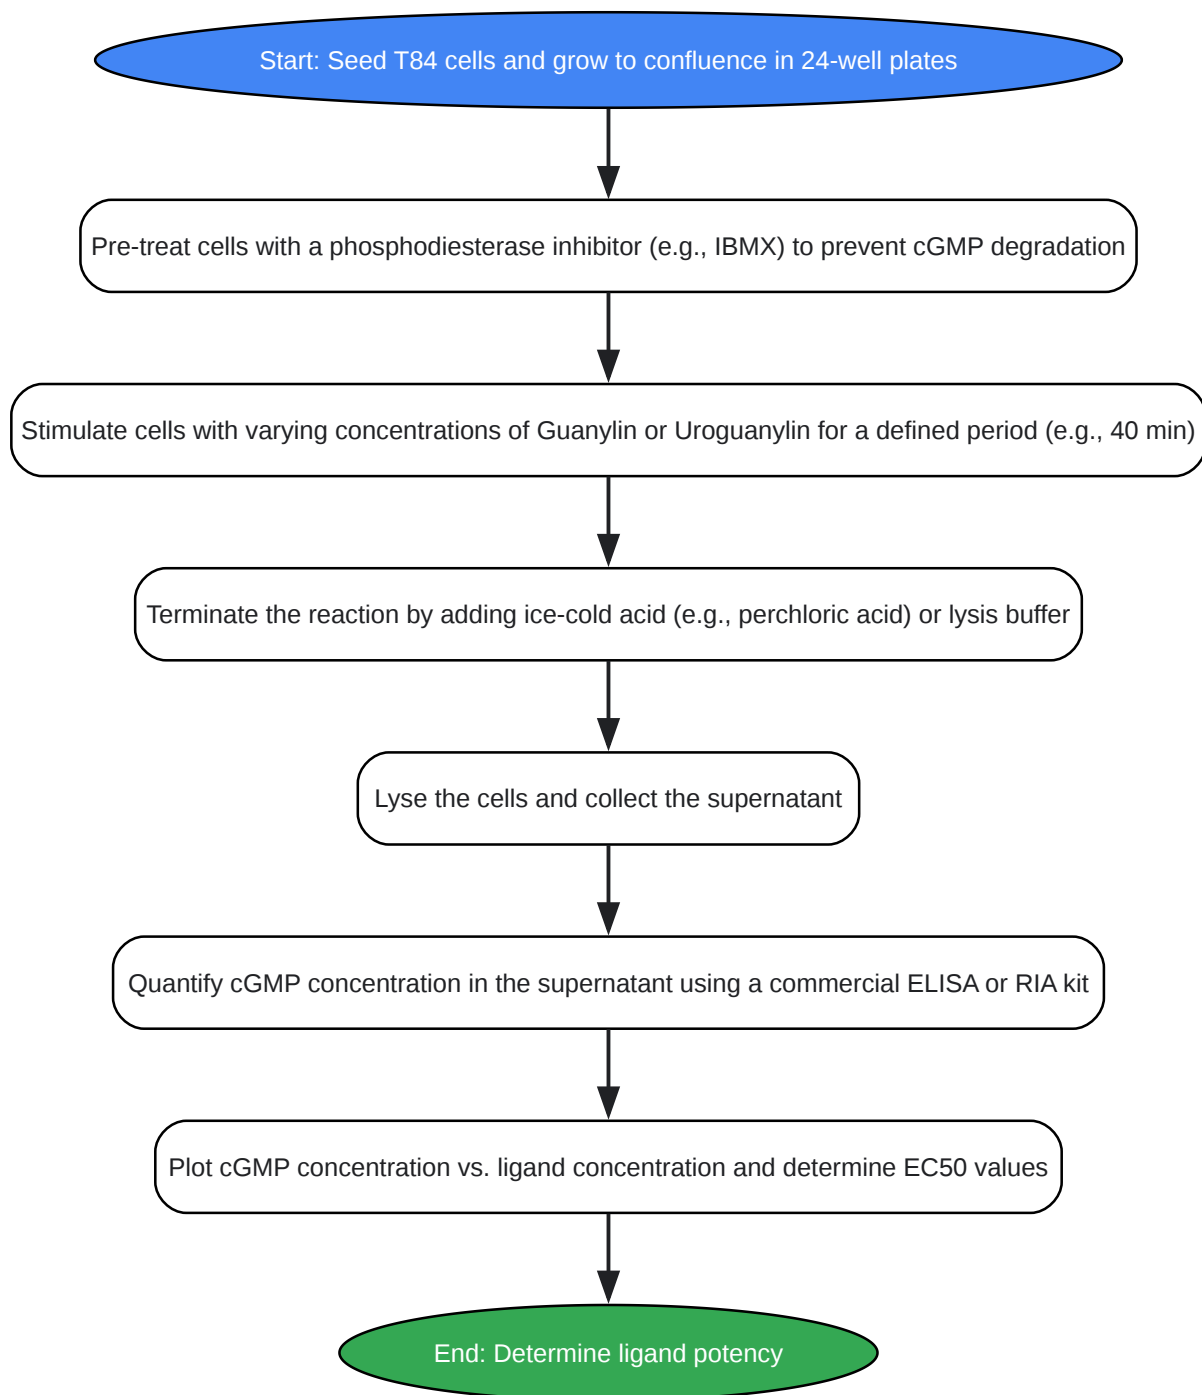 Start: Seed T84 cells and grow to confluence in 24-well plates
Pre-treat cells with a phosphodiesterase inhibitor (e.g., IBMX) to prevent cGMP degradation
Stimulate cells with varying concentrations of Guanylin or Uroguanylin for a defined period (e.g., 40 min)
Terminate the reaction by adding ice-cold acid (e.g., perchloric acid) or lysis buffer
Lyse the cells and collect the supernatant
Quantify cGMP concentration in the supernatant using a commercial ELISA or RIA kit
Plot cGMP concentration vs. ligand concentration and determine EC50 values
End: Determine ligand potency